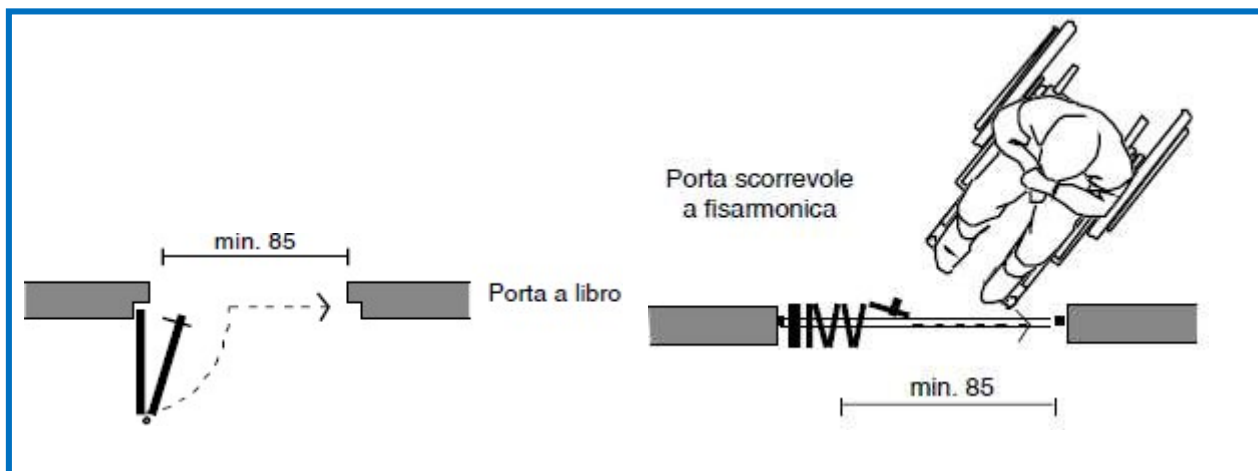 min. 85
Porta a libro
Porta scorrevole
a fisarmonica
min. 85